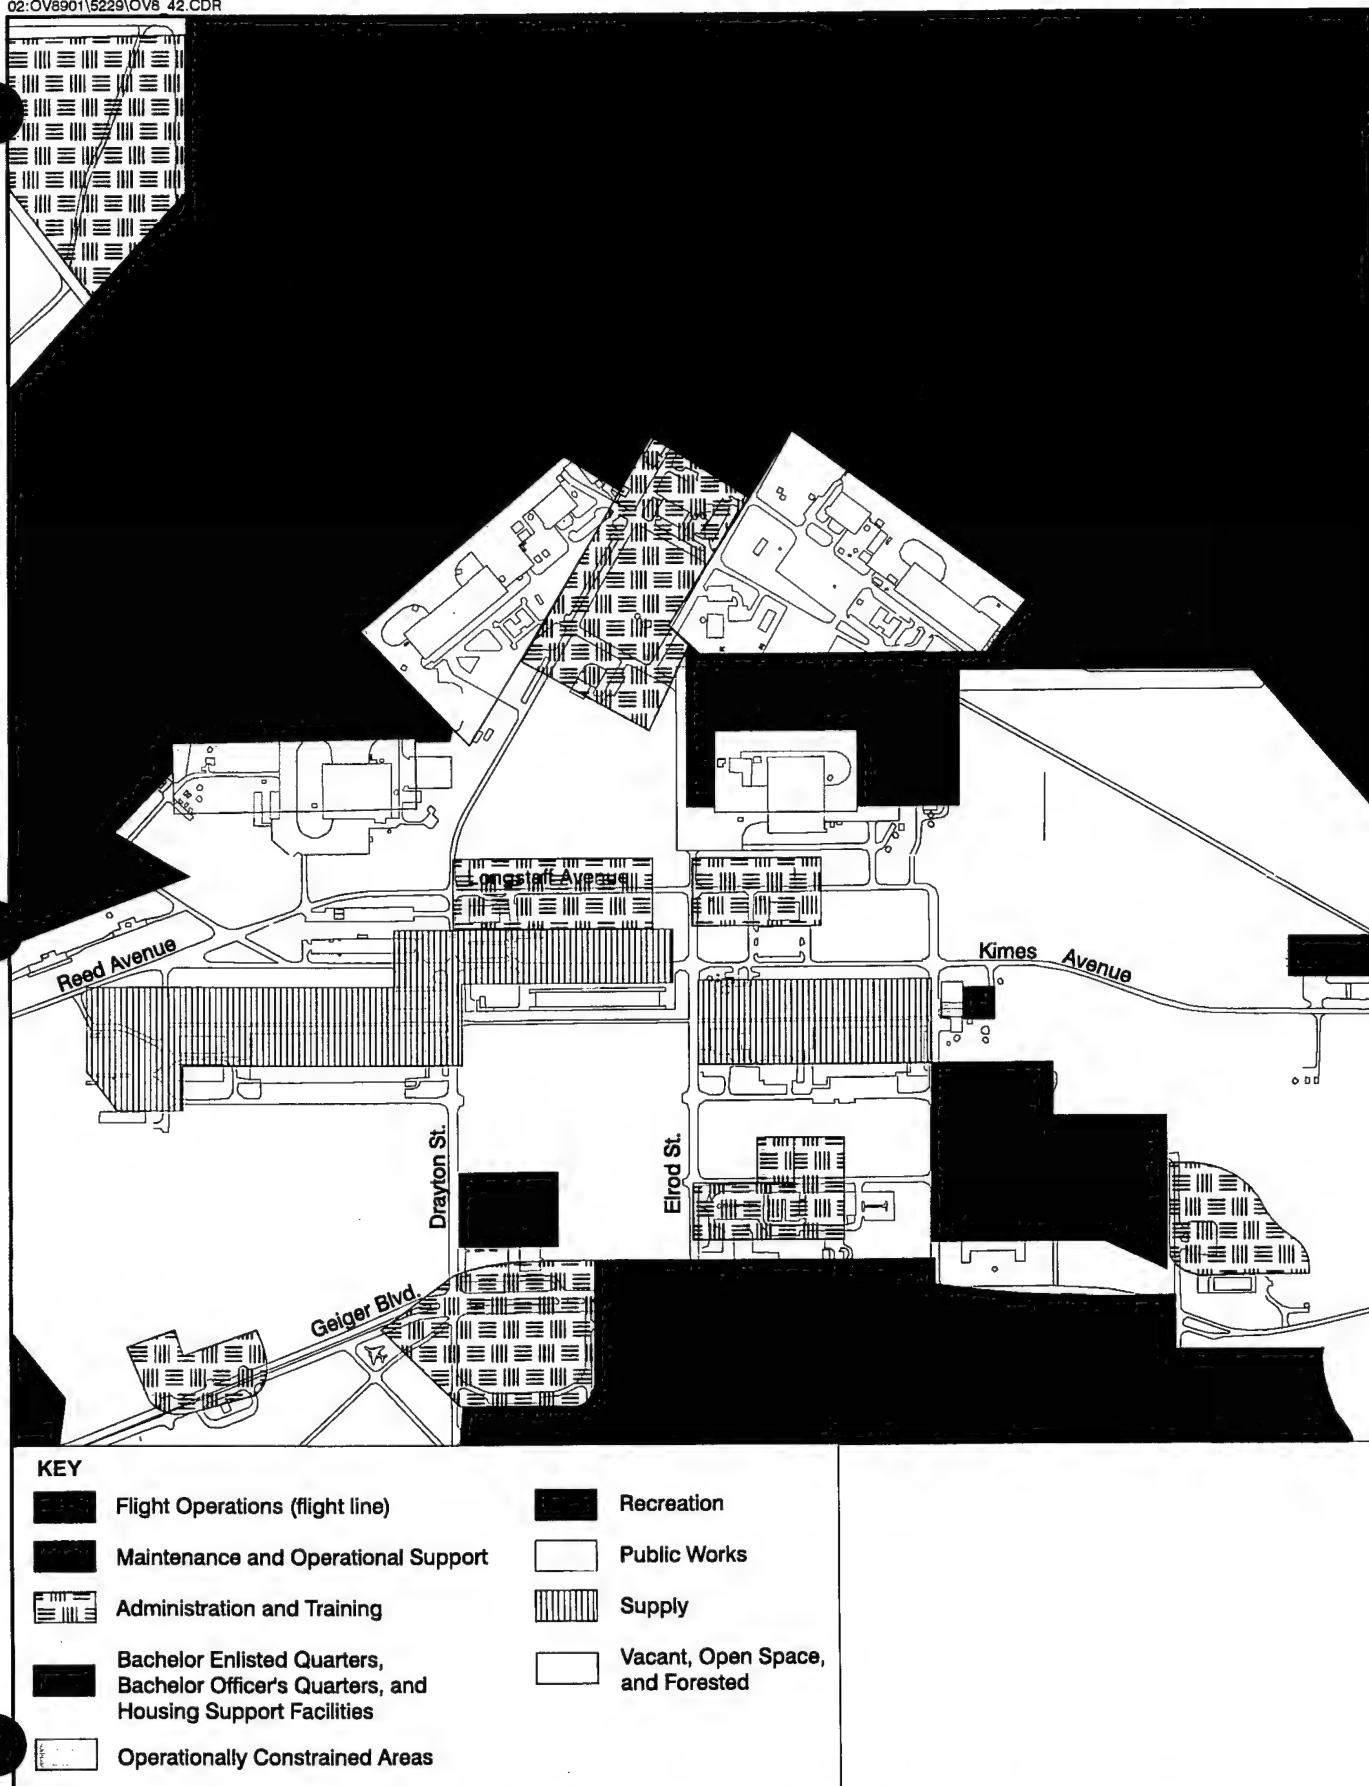 02:OV8901\5229\OV8_42.CDR
Longstaff Avenue
Reed Avenue
Kimes Avenue
Drayton St.
Elrod St.
Geiger Blvd.
KEY
Flight Operations (flight line)
Maintenance and Operational Support
Administration and Training
Bachelor Enlisted Quarters,
Bachelor Officer's Quarters, and
Housing Support Facilities
Operationally Constrained Areas
Recreation
Public Works
Supply
Vacant, Open Space,
and Forested